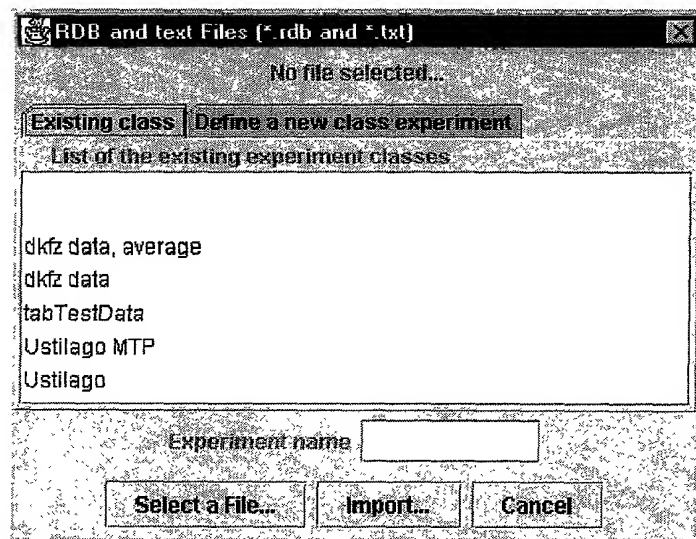 RDB and text Files (*.rdb and *.txt)
No file selected...
Existing class Define a new class experiment
List of the existing experiment classes
dkfz data, average
dkfz data
tabTestData
Ustilago MTP
Ustilago
Experiment name
Select a File... Import... Cancel